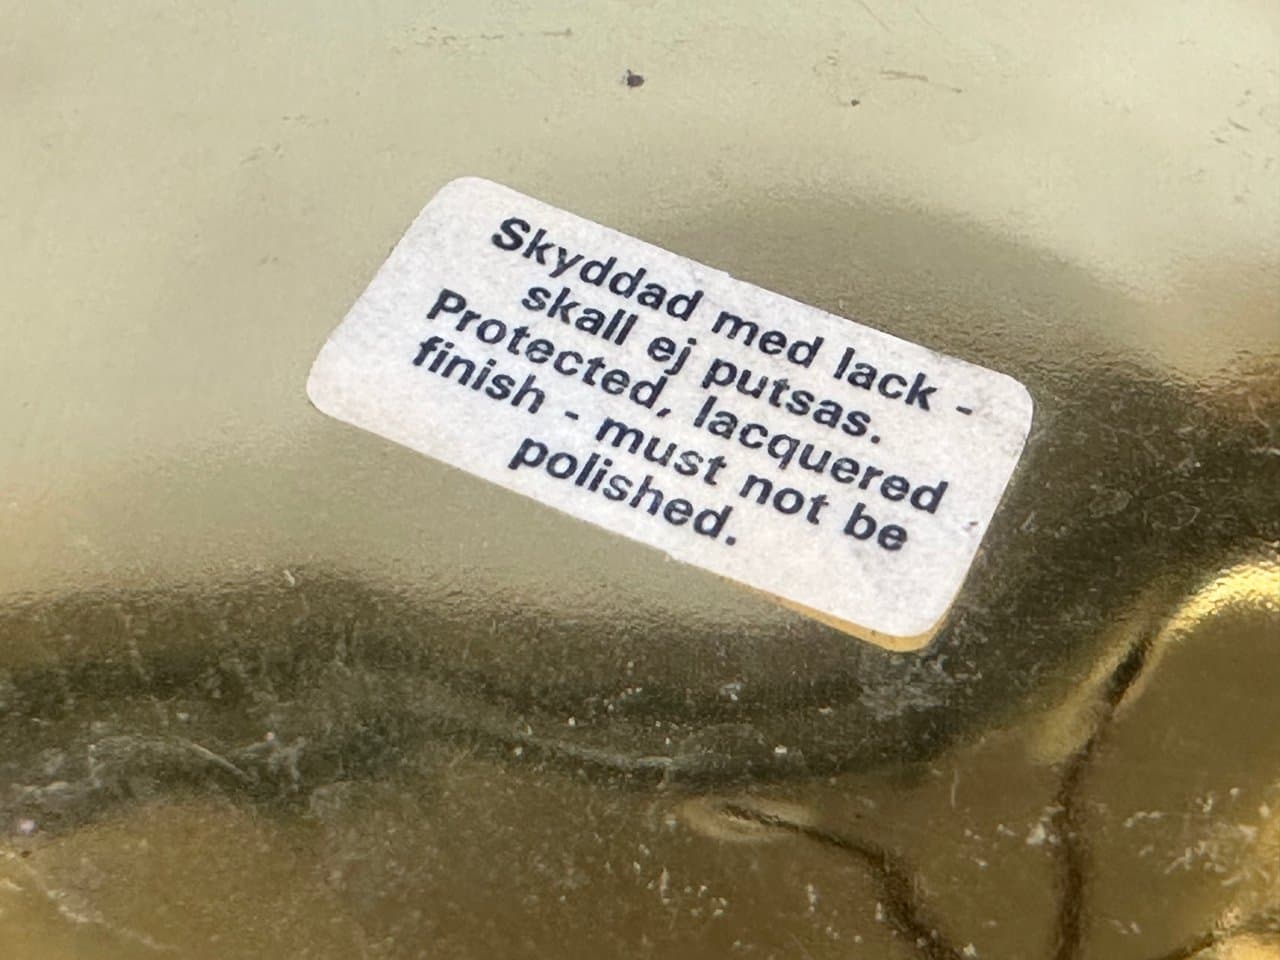 Skyddad med lack -
skall ej putsas.
Protected, lacquered
finish - must not be
polished.